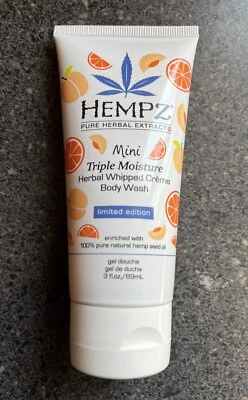 HEMPZ
PURE HERBAL EXTRACTS
Mini
Triple Moisture
Herbal Whipped Crème
Body Wash
limited edition
enriched with
100% pure natural hemp seed oil
gel douche
gel de ducha
3 fl.oz/89mL